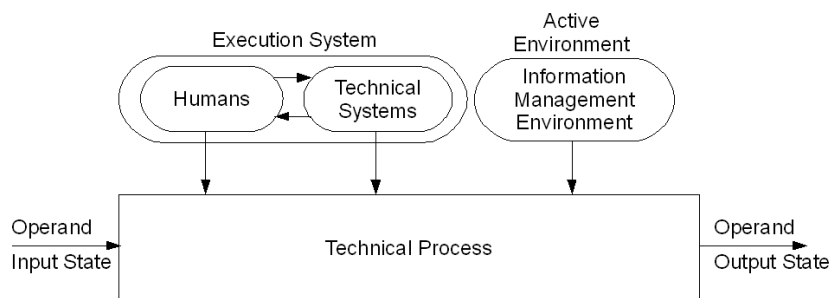 Execution System
Active
Environment
Humans
Technical
Systems
Information
Management
Environment
Operand
Input State
Technical Process
Operand
Output State